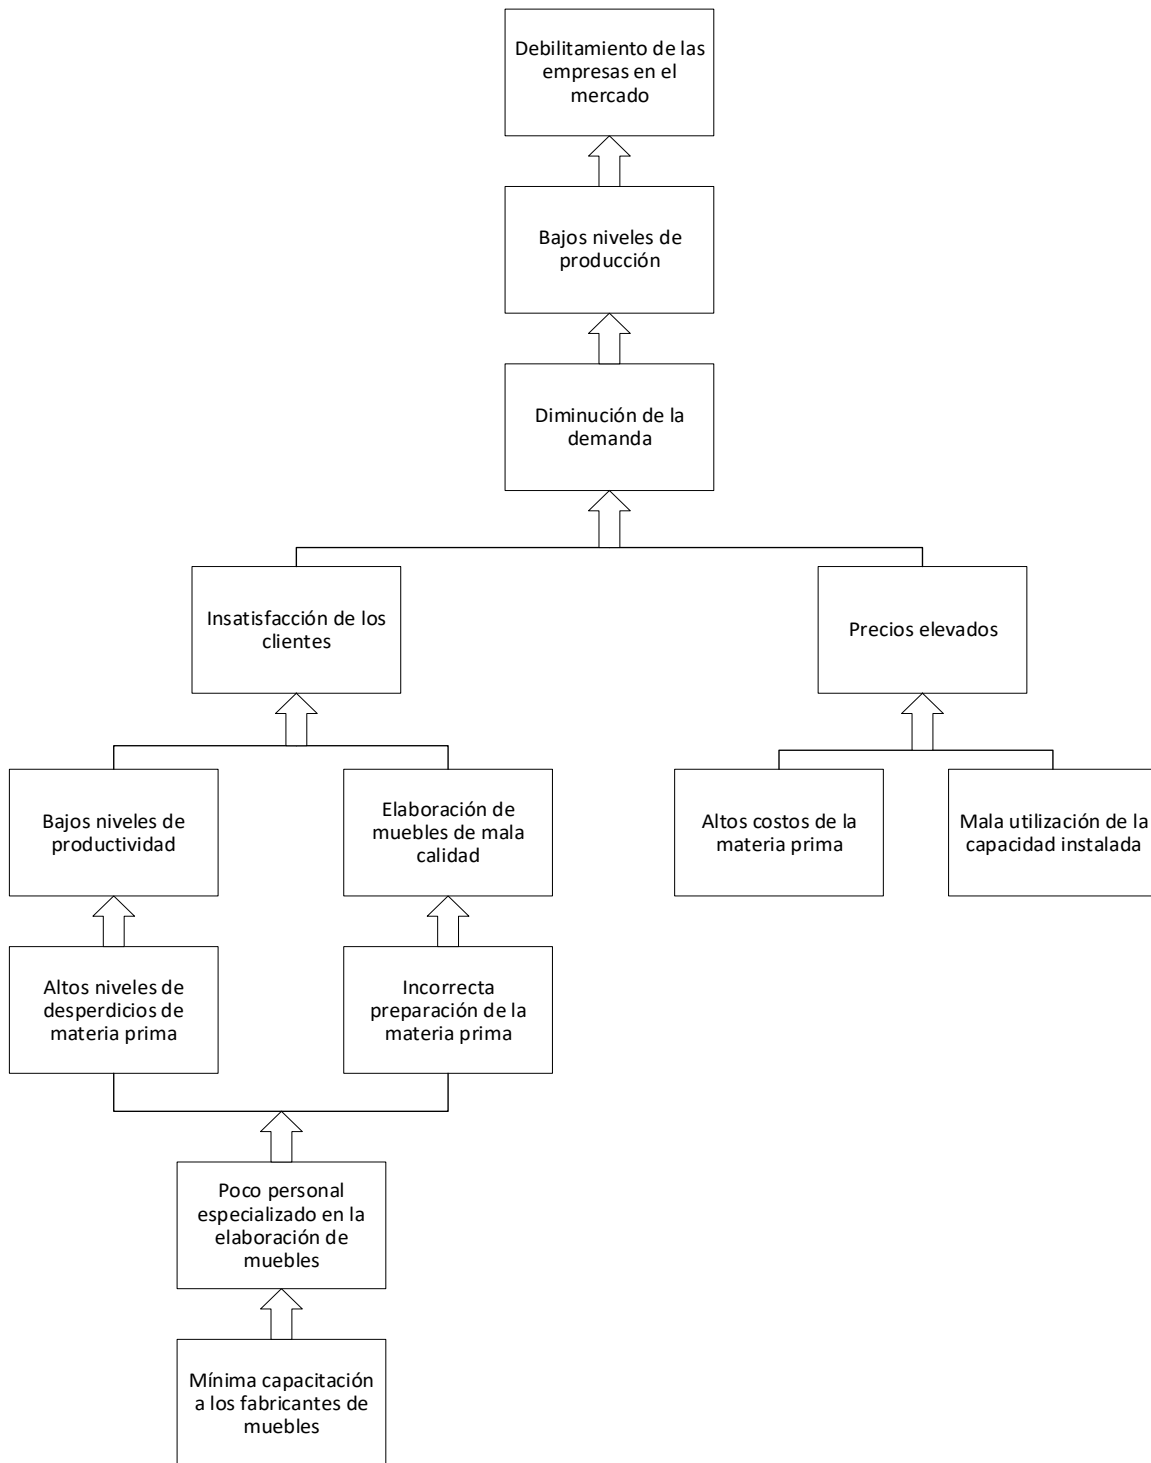 Debilitamiento de las
empresas en el
mercado
Bajos niveles de
producción
Diminución de la
demanda
Insatisfacción de los
clientes
Precios elevados
Bajos niveles de
productividad
Elaboración de
muebles de mala
calidad
Altos costos de la
materia prima
Mala utilización de la
capacidad instalada
Altos niveles de
desperdicios de
materia prima
Incorrecta
preparación de la
materia prima
Poco personal
especializado en la
elaboración de
muebles
Mínima capacitación
a los fabricantes de
muebles